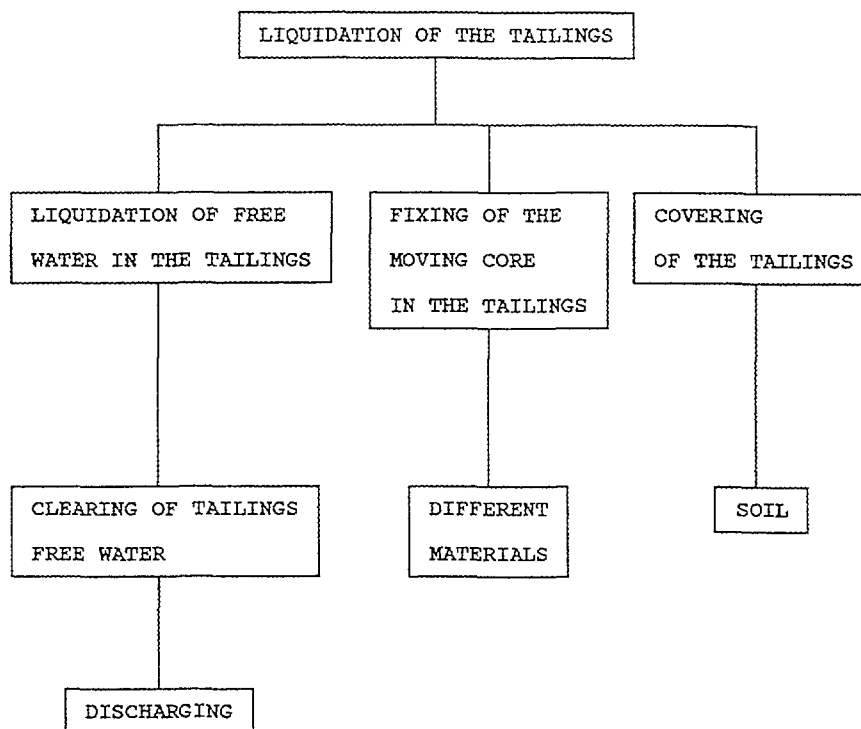 LIQUIDATION OF THE TAILINGS
LIQUIDATION OF FREE
WATER IN THE TAILINGS
FIXING OF THE
MOVING CORE
IN THE TAILINGS
COVERING
OF THE TAILINGS
CLEARING OF TAILINGS
FREE WATER
DIFFERENT
MATERIALS
SOIL
DISCHARGING